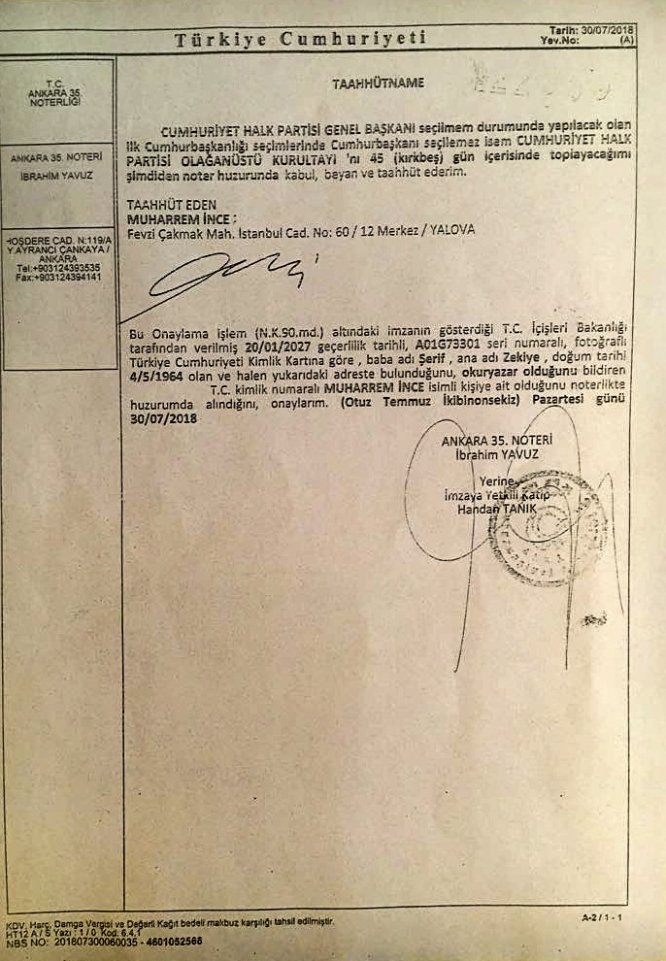 Türkiye Cumhuriyeti
Tarih: 30/07/2018
Yev.No: (A)
T.C.
ANKARA 35.
NOTERLİĞİ
ANKARA 35. NOTERİ
İBRAHİM YAVUZ
HOŞDERE CAD. N:119/A
Y.AYRANCI ÇANKAYA /
ANKARA
Tel:+903124393535
Fax:+903124394141
TAAHHÜTNAME
CUMHURİYET HALK PARTİSİ GENEL BAŞKANI seçilmem durumunda yapılacak olan
ilk Cumhurbaşkanlığı seçimlerinde Cumhurbaşkanı seçilemez isem CUMHURİYET HALK
PARTİSİ OLAĞANÜSTÜ KURULTAYI 'nı 45 (kırkbeş) gün içerisinde toplayacağımı
şimdiden noter huzurunda kabul, beyan ve taahhüt ederim.
TAAHHÜT EDEN
MUHARREM İNCE :
Fevzi Çakmak Mah. İstanbul Cad. No: 60 / 12 Merkez / YALOVA
Bu Onaylama işlem (N.K.90.md.) altındaki imzanın gösterdiği T.C. İçişleri Bakanlığı
tarafından verilmiş 20/01/2027 geçerlilik tarihli, A01G73301 seri numaralı, fotoğraflı
Türkiye Cumhuriyeti Kimlik Kartına göre , baba adı Şerif , ana adı Zekiye , doğum tarihi
4/5/1964 olan ve halen yukarıdaki adreste bulunduğunu, okuryazar olduğunu bildiren
T.C. kimlik numaralı MUHARREM İNCE isimli kişiye ait olduğunu noterlikte
huzurumda alındığını, onaylarım. (Otuz Temmuz İkibinonsekiz) Pazartesi günü
30/07/2018
ANKARA 35. NOTERİ
İbrahim YAVUZ
Yerine
İmzaya Yetkili Katip
Handan TANIK
KDV, Harç, Damga Vergisi ve Değerli Kağıt bedeli makbuz karşılığı tahsil edilmiştir.
HT12 A / S Yazı : 1 / 0 Kod: 6.4.1
NBS NO: 201807300060035 - 4601052566
A-2 / 1 - 1